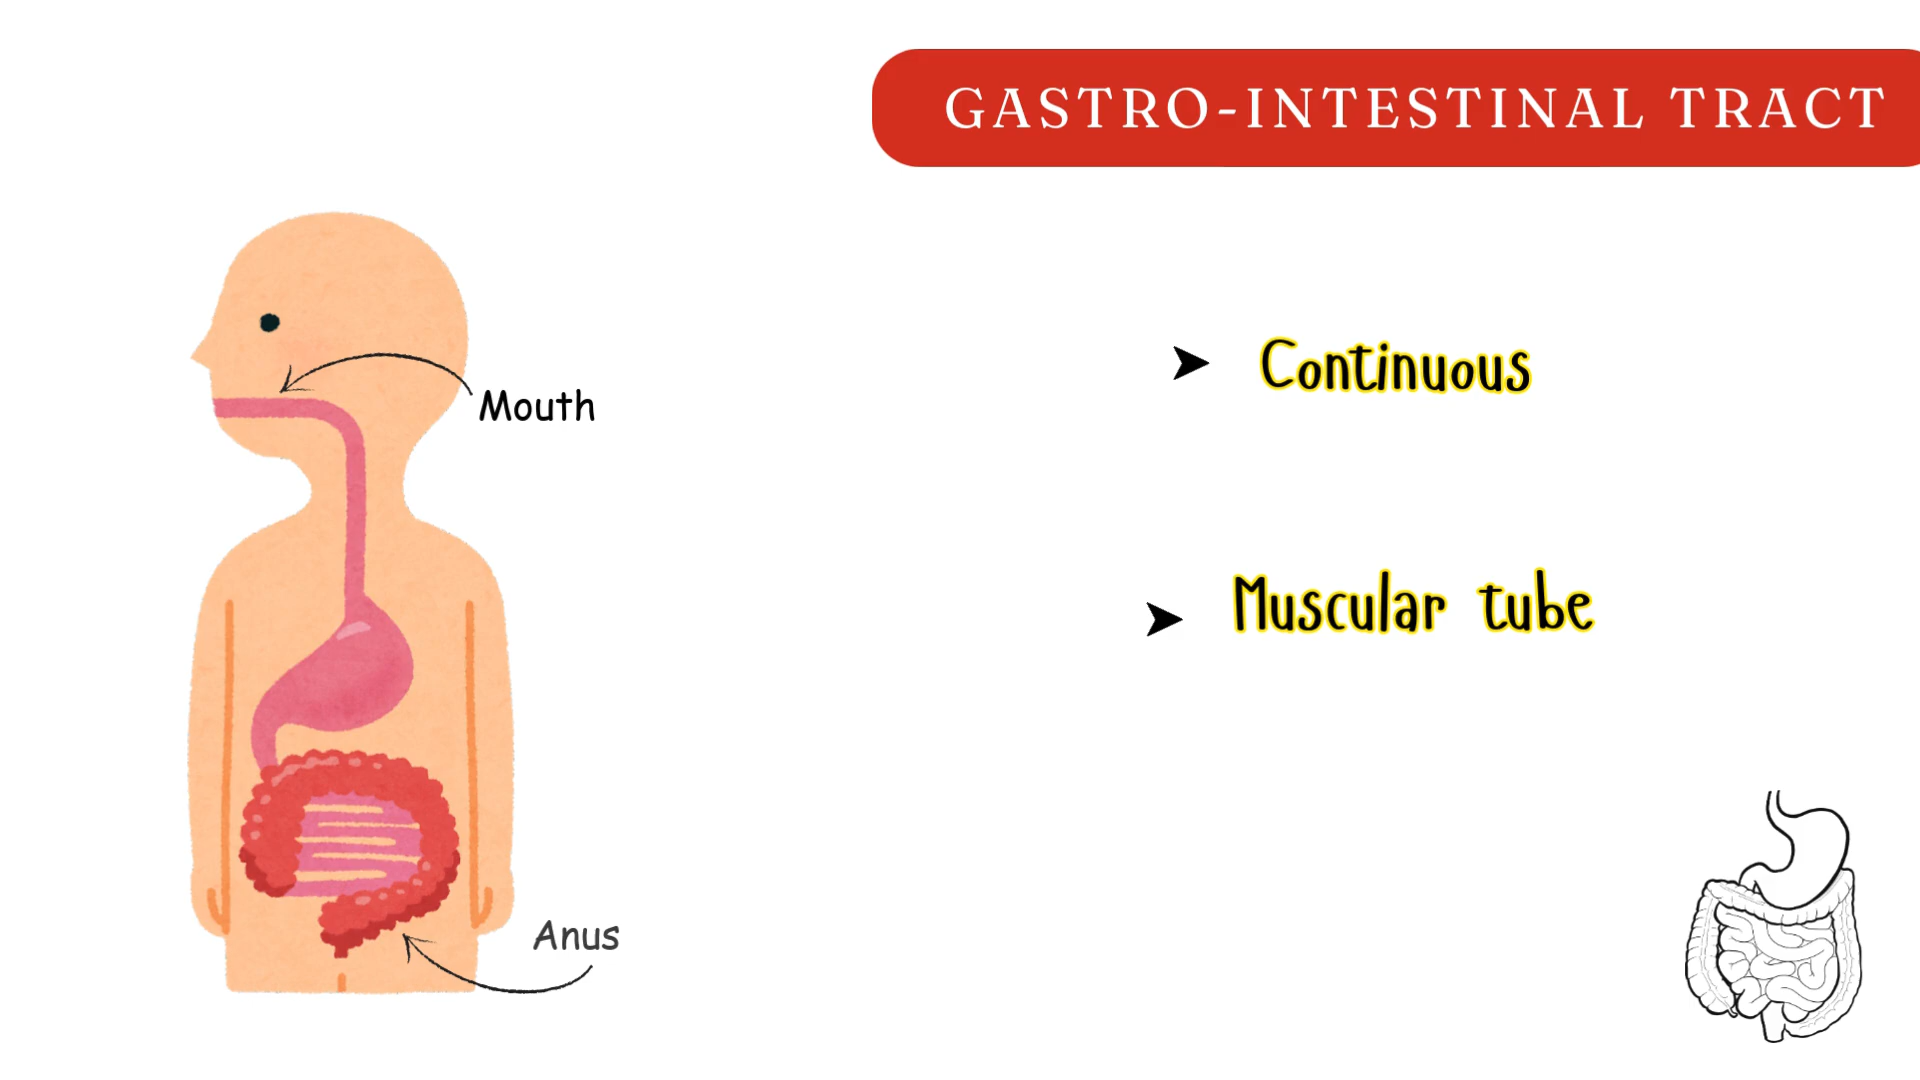 GASTRO-INTESTINAL TRACT
Continuous
Mouth
Muscular tube
Anus